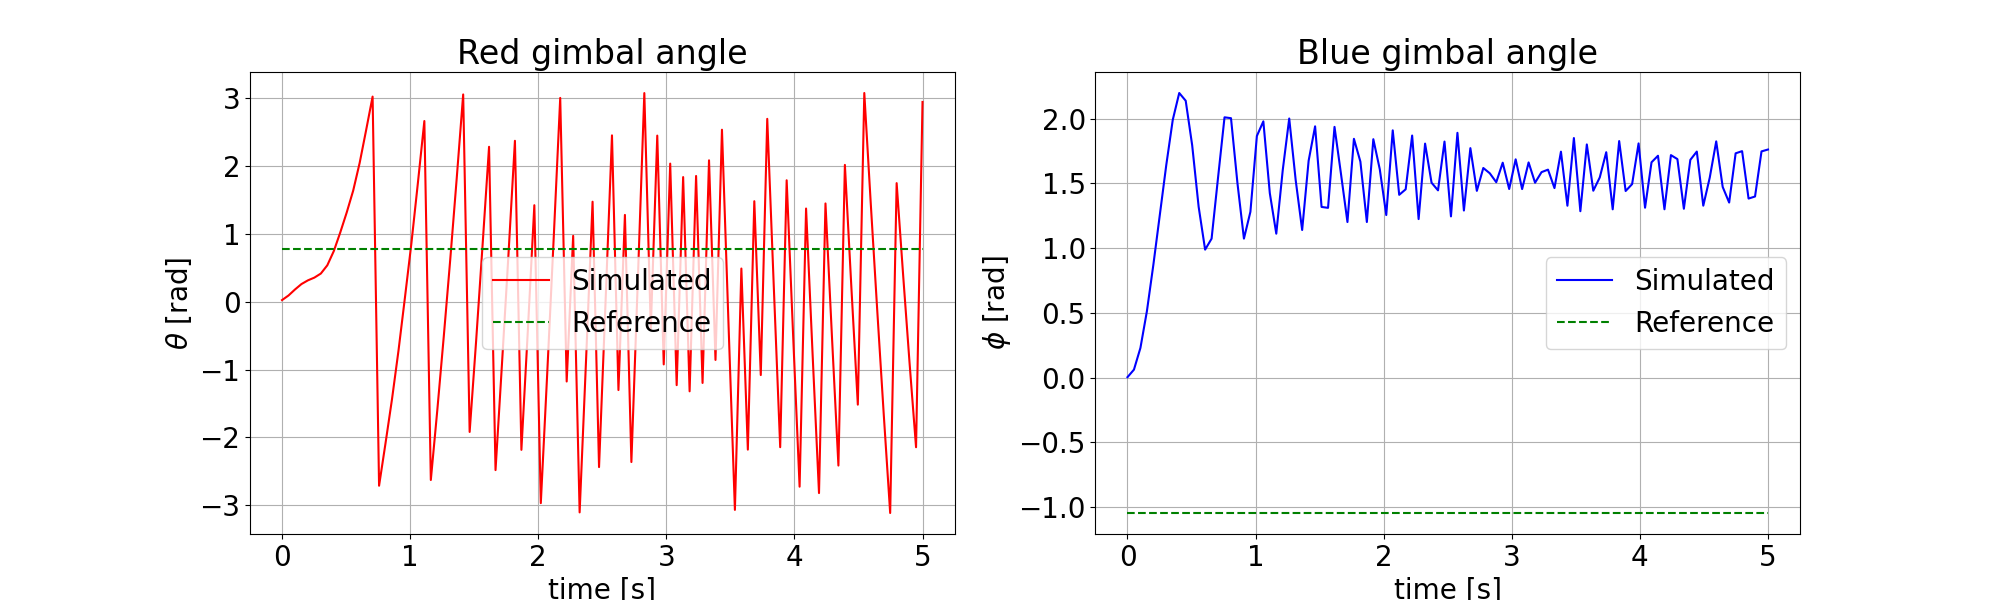 Red gimbal angle
3
2
1
0
−1
−2
−3
θ [rad]
Simulated
Reference
0 1 2 3 4 5
time [s]
Blue gimbal angle
2.0
1.5
1.0
0.5
0.0
−0.5
−1.0
ϕ [rad]
Simulated
Reference
0 1 2 3 4 5
time [s]